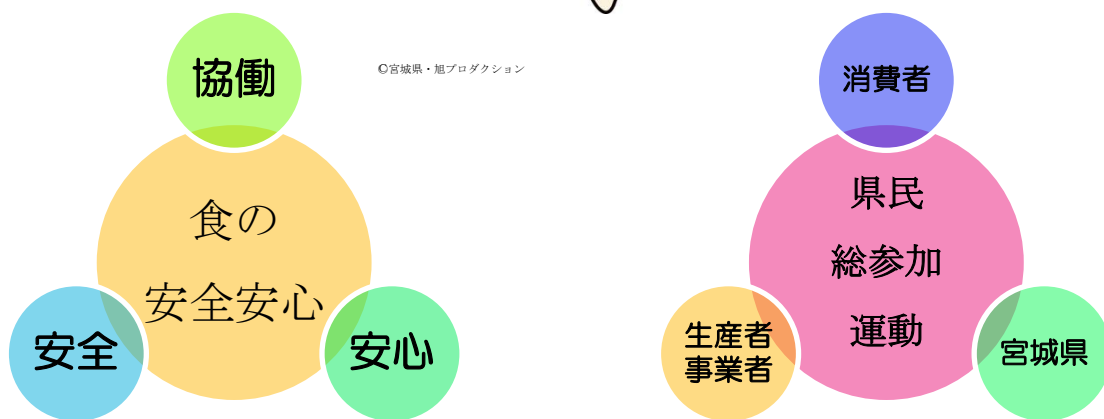 協働
©宮城県・旭プロダクション
食の
安全安心
安全
安心
消費者
県民
総参加
運動
生産者
事業者
宮城県